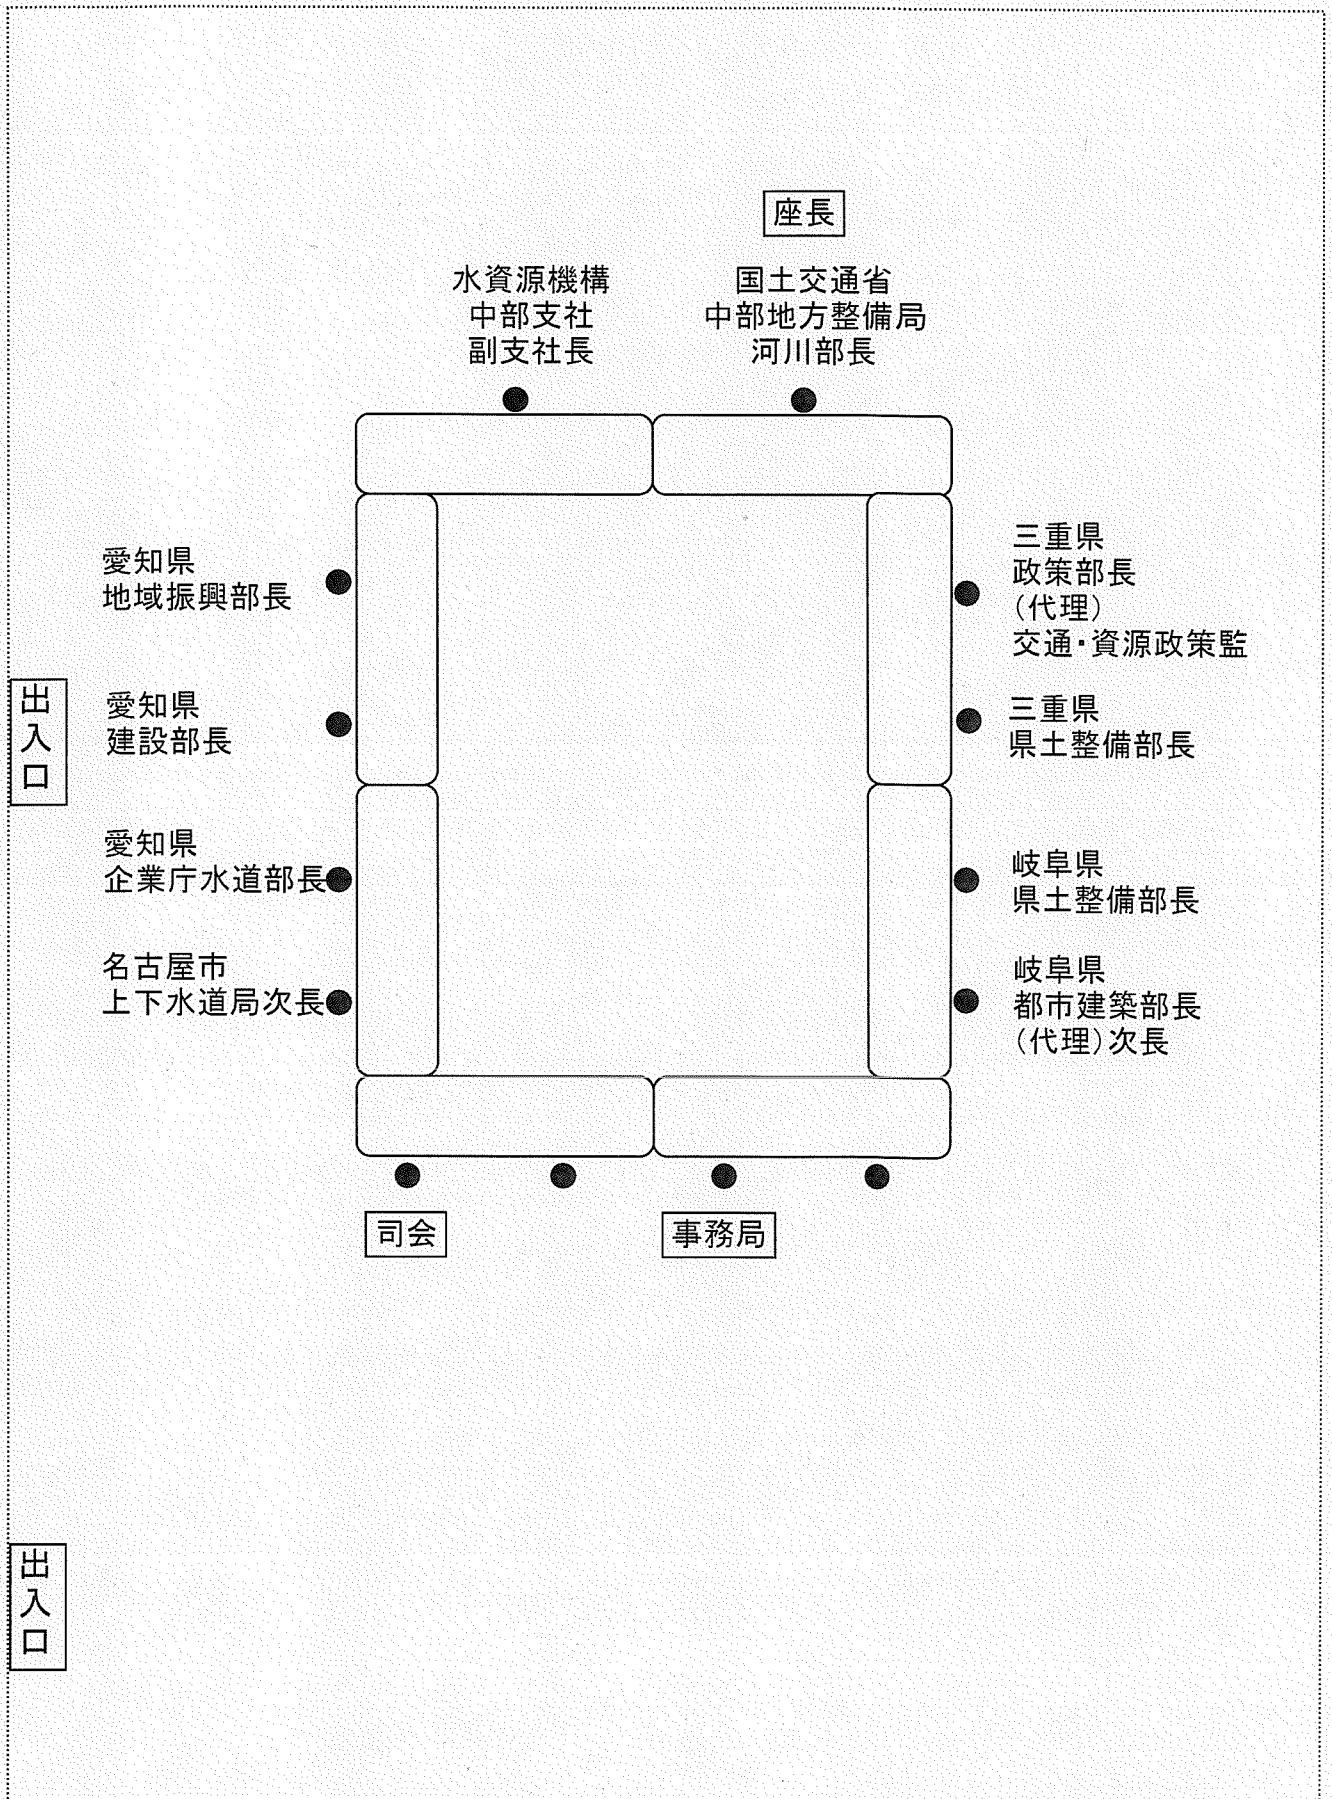 座長
水資源機構
中部支社
副支社長
国土交通省
中部地方整備局
河川部長
愛知県
地域振興部長
愛知県
建設部長
愛知県
企業庁水道部長
名古屋市
上下水道局次長
三重県
政策部長
（代理）
交通・資源政策監
三重県
県土整備部長
岐阜県
県土整備部長
岐阜県
都市建築部長
（代理）次長
出入口
司会
事務局
出入口